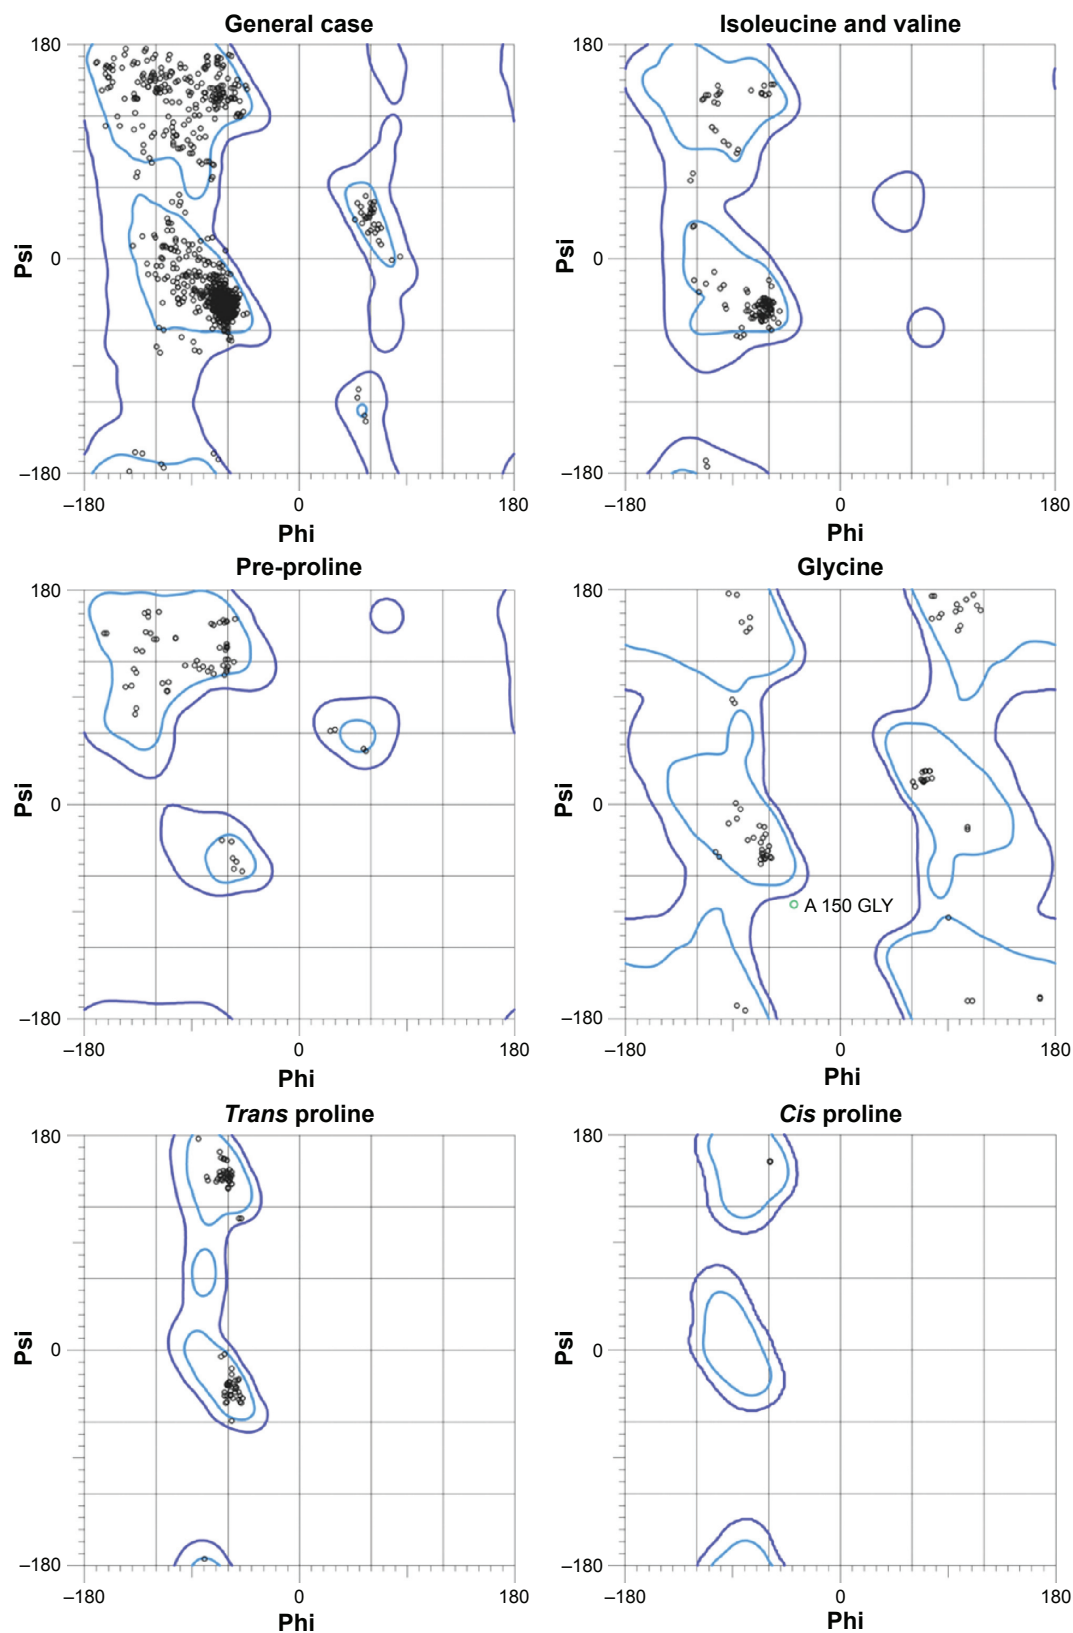 General case
Isoleucine and valine
180
180
Psi
0
Psi
0
–180
–180
–180
0
180
–180
0
180
Phi
Phi
Pre-proline
Glycine
180
180
Psi
0
Psi
0
A 150 GLY
–180
–180
–180
0
180
–180
0
180
Phi
Phi
Trans proline
Cis proline
180
180
Psi
0
Psi
0
–180
–180
–180
0
180
–180
0
180
Phi
Phi